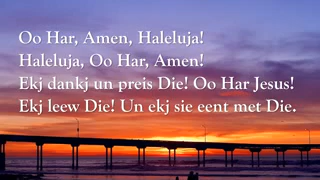 Oo Har, Amen, Haleluja!
Haleluja, Oo Har, Amen!
Ekj dankj un preis Die! Oo Har Jesus!
Ekj leew Die! Un ekj sie eent met Die.